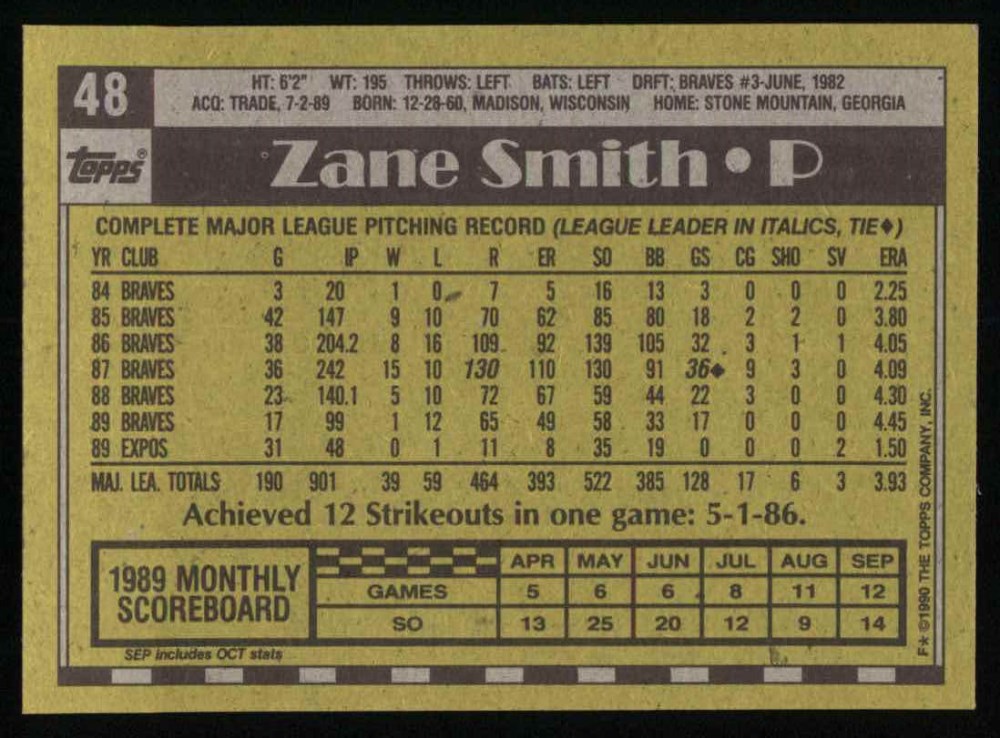 48
HT: 6'2" WT: 195 THROWS: LEFT BATS: LEFT DRFT: BRAVES #3-JUNE, 1982
ACQ: TRADE, 7-2-89 BORN: 12-28-60, MADISON, WISCONSIN HOME: STONE MOUNTAIN, GEORGIA
topps®
Zane Smith • P
COMPLETE MAJOR LEAGUE PITCHING RECORD (LEAGUE LEADER IN ITALICS, TIE♦)
YR CLUB G IP W L R ER SO BB GS CG SHO SV ERA
84 BRAVES 3 20 1 0 7 5 16 13 3 0 0 0 2.25
85 BRAVES 42 147 9 10 70 62 85 80 18 2 2 0 3.80
86 BRAVES 38 204.2 8 16 109 92 139 105 32 3 1 1 4.05
87 BRAVES 36 242 15 10 130 110 130 91 36♦ 9 3 0 4.09
88 BRAVES 23 140.1 5 10 72 67 59 44 22 3 0 0 4.30
89 BRAVES 17 99 1 12 65 49 58 33 17 0 0 0 4.45
89 EXPOS 31 48 0 1 11 8 35 19 0 0 0 2 1.50
MAJ. LEA. TOTALS 190 901 39 59 464 393 522 385 128 17 6 3 3.93
Achieved 12 Strikeouts in one game: 5-1-86.
1989 MONTHLY
SCOREBOARD
APR MAY JUN JUL AUG SEP
GAMES 5 6 6 8 11 12
SO 13 25 20 12 9 14
SEP includes OCT stats
F* ©1990 THE TOPPS COMPANY, INC.